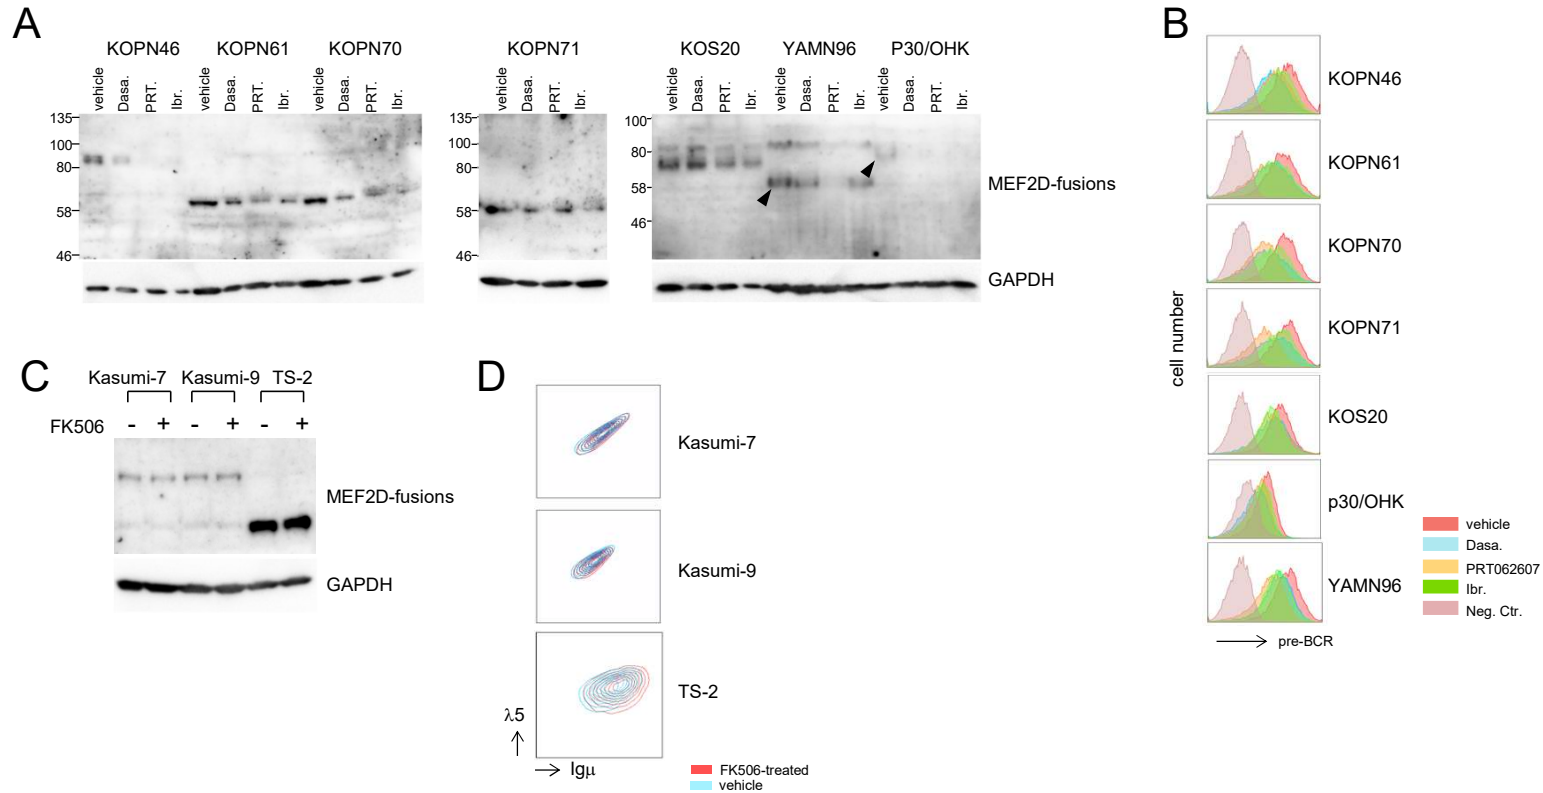 A
KOPN46 KOPN61 KOPN70 KOPN71 KOS20 YAMN96 P30/OHK
vehicle Dasa. PRT. Ibr. vehicle Dasa. PRT. Ibr. vehicle Dasa. PRT. Ibr. vehicle Dasa. PRT. Ibr. vehicle Dasa. PRT. Ibr. vehicle Dasa. PRT. Ibr. vehicle Dasa. PRT. Ibr.
135
100
80
58
46
135
100
80
58
46
100
80
58
46
MEF2D-fusions
GAPDH
B
KOPN46
KOPN61
KOPN70
KOPN71
KOS20
p30/OHK
YAMN96
cell number
pre-BCR
vehicle
Dasa.
PRT062607
Ibr.
Neg. Ctr.
C
Kasumi-7 Kasumi-9 TS-2
FK506 - + - + - +
MEF2D-fusions
GAPDH
D
Kasumi-7
Kasumi-9
TS-2
λ5
Igμ
FK506-treated
vehicle